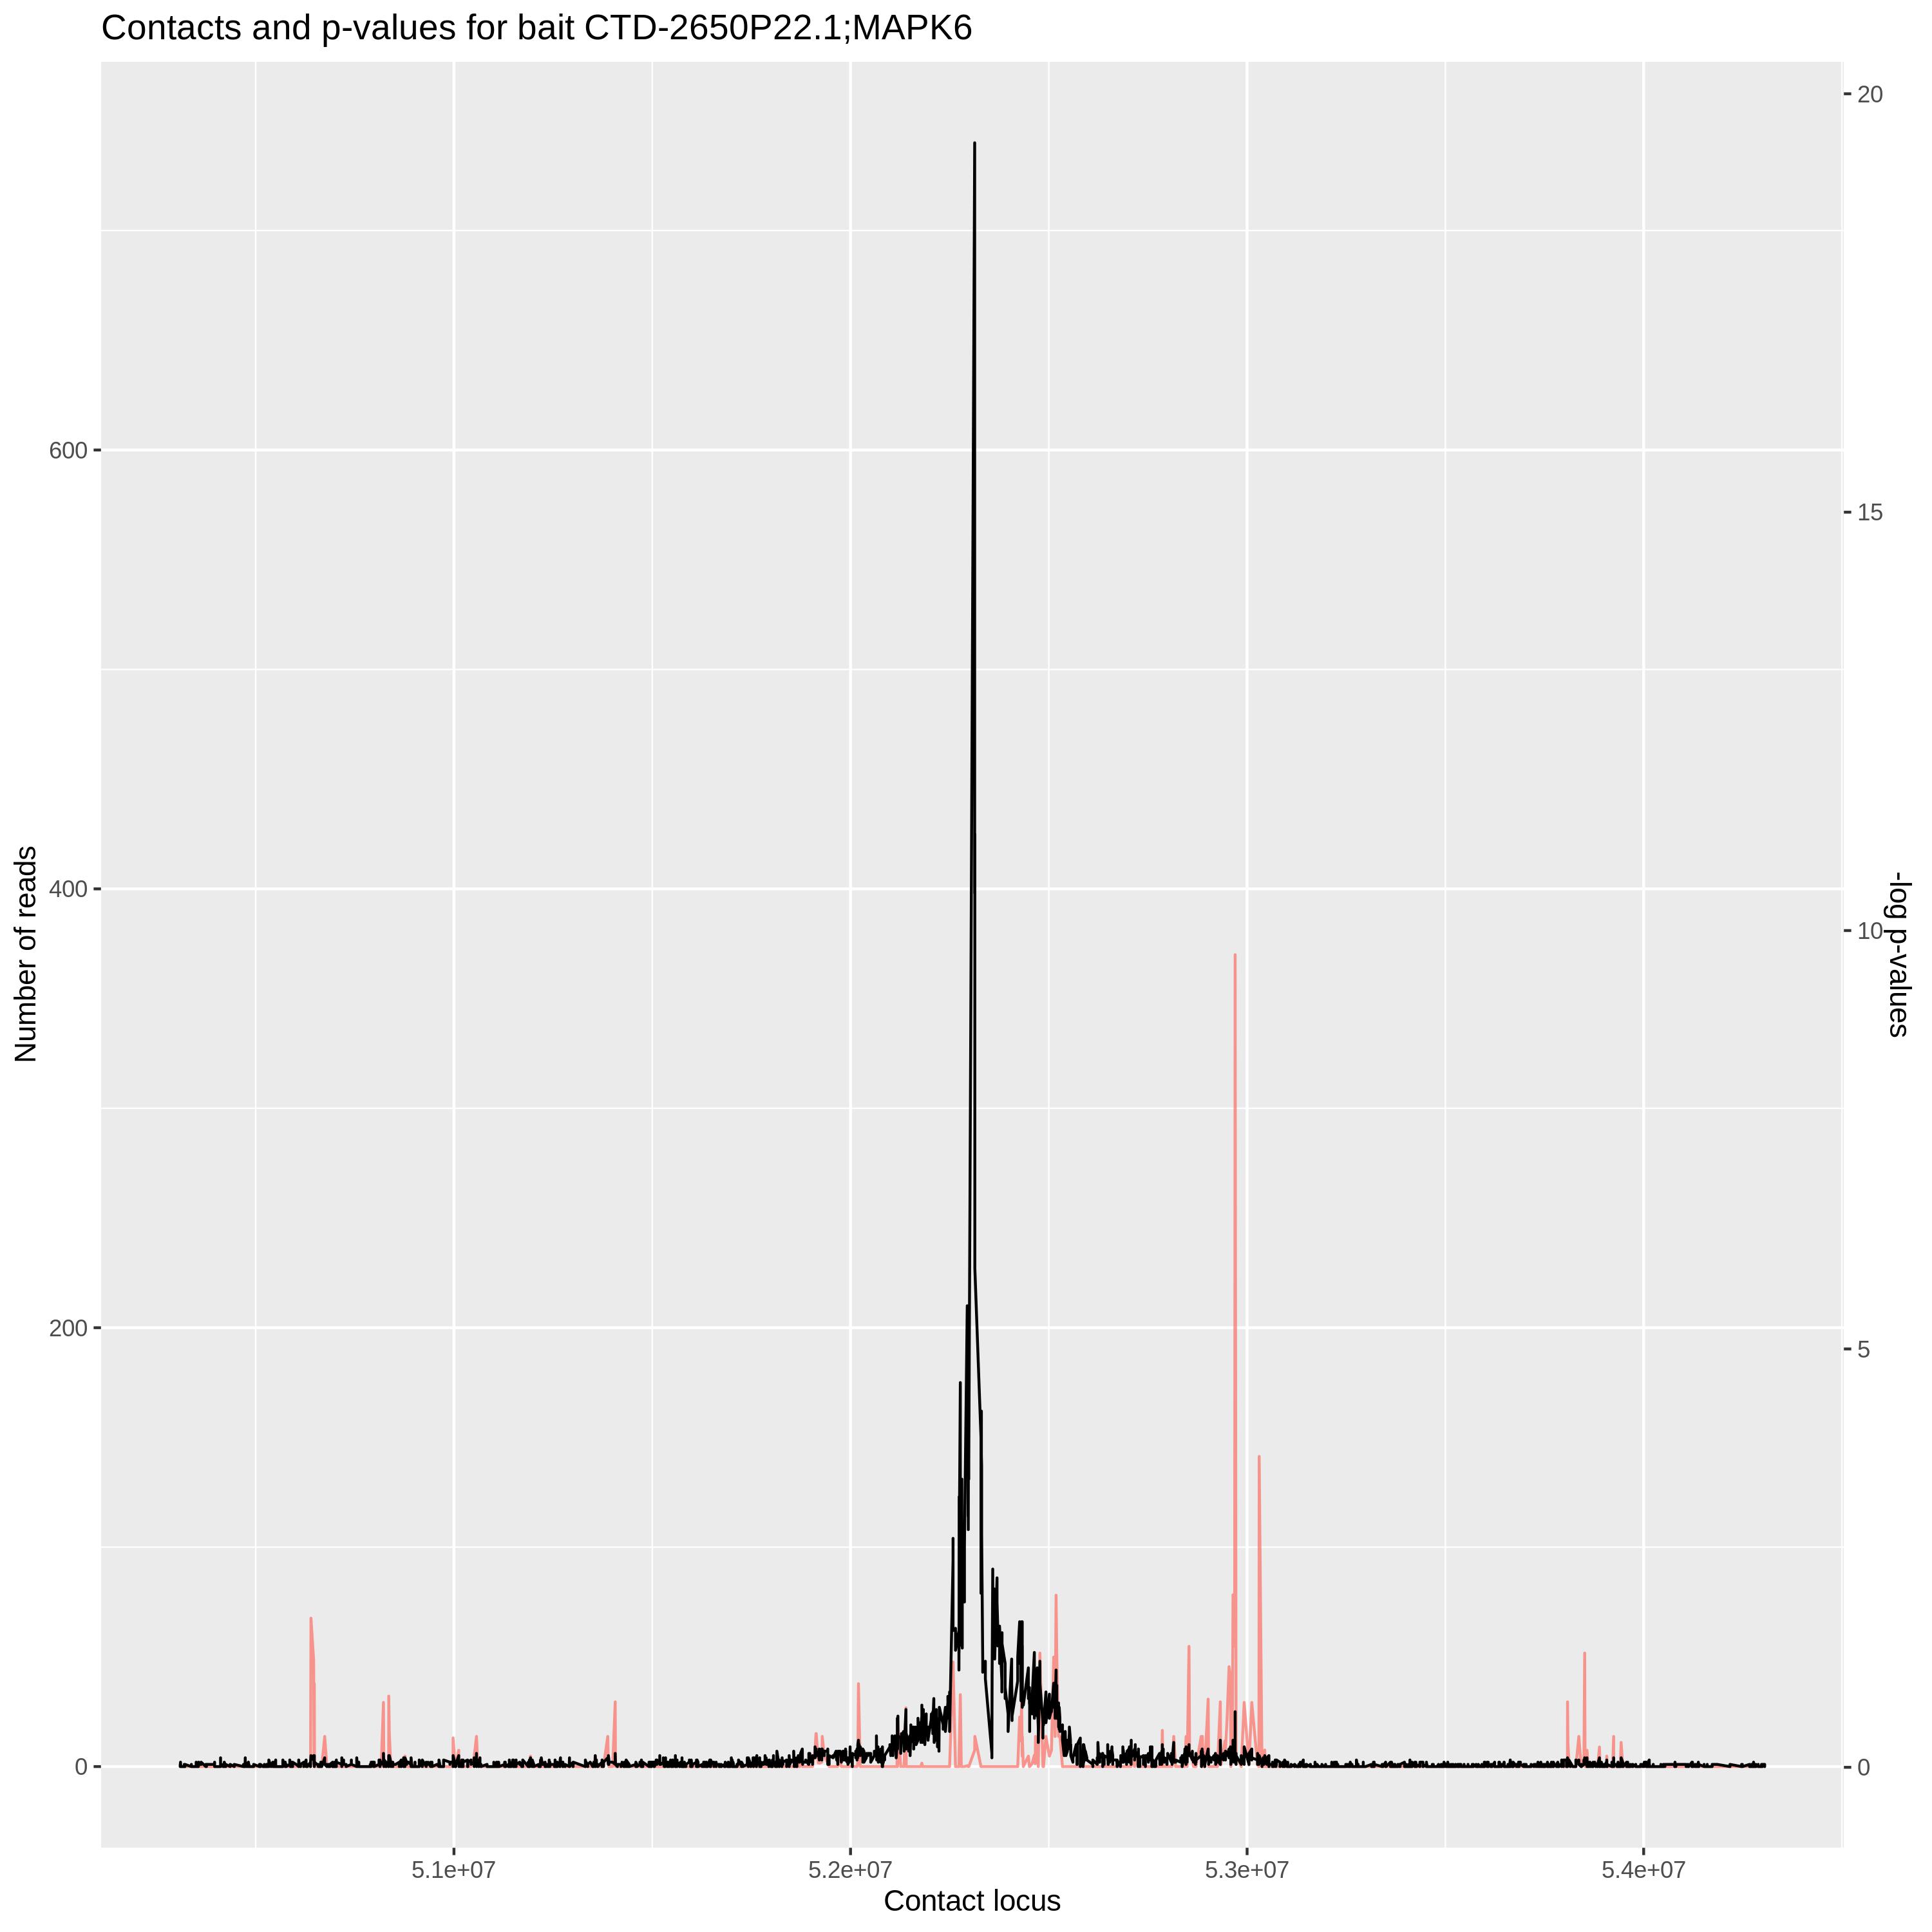 Contacts and p-values for bait CTD-2650P22.1;MAPK6
Number of reads
600
400
200
0
20
15
10
5
0
-log p-values
5.1e+07 5.2e+07 5.3e+07 5.4e+07
Contact locus